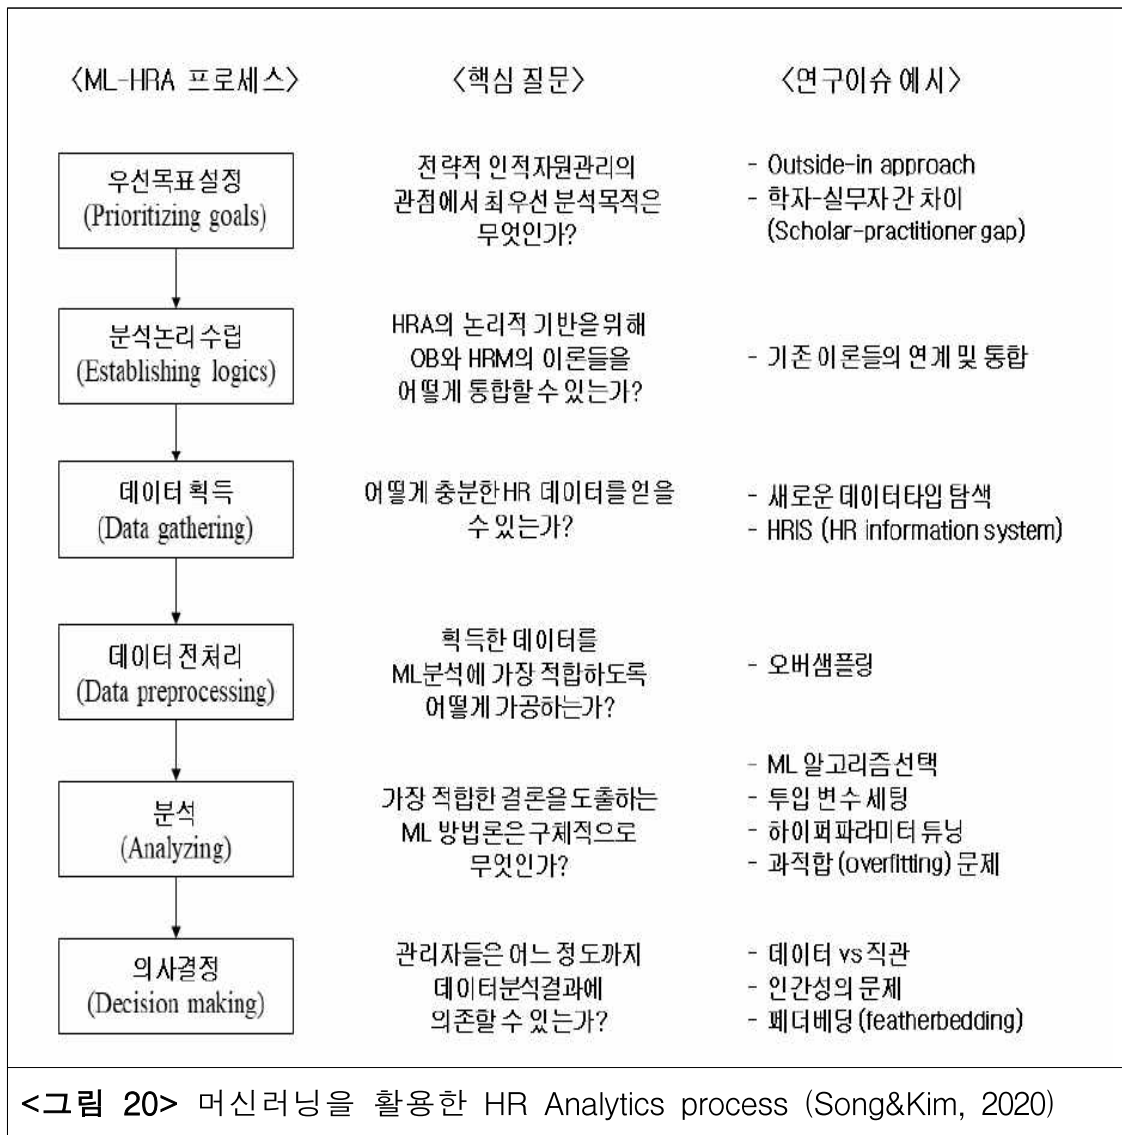 <ML-HRA 프로세스>
<핵심 질문>
<연구이슈 예시>
우선목표설정
(Prioritizing goals)
전략적 인적자원관리의
관점에서 최우선 분석목적은
무엇인가?
- Outside-in approach
- 학자-실무자 간 차이
(Scholar-practitioner gap)
분석논리 수립
(Establishing logics)
HRA의 논리적 기반을 위해
OB와 HRM의 이론들을
어떻게 통합할 수 있는가?
- 기존 이론들의 연계 및 통합
데이터 획득
(Data gathering)
어떻게 충분한 HR 데이터를 얻을
수 있는가?
- 새로운 데이터 타입 탐색
- HRIS (HR information system)
데이터 전처리
(Data preprocessing)
획득한 데이터를
ML분석에 가장 적합하도록
어떻게 가공하는가?
- 오버샘플링
분석
(Analyzing)
가장 적합한 결론을 도출하는
ML 방법론은 구체적으로
무엇인가?
- ML 알고리즘 선택
- 투입 변수 세팅
- 하이퍼파라미터 튜닝
- 과적합 (overfitting) 문제
의사결정
(Decision making)
관리자들은 어느 정도까지
데이터분석결과에
의존할 수 있는가?
- 데이터 vs 직관
- 인간성의 문제
- 페더베딩 (featherbedding)
<그림 20> 머신러닝을 활용한 HR Analytics process (Song&Kim, 2020)